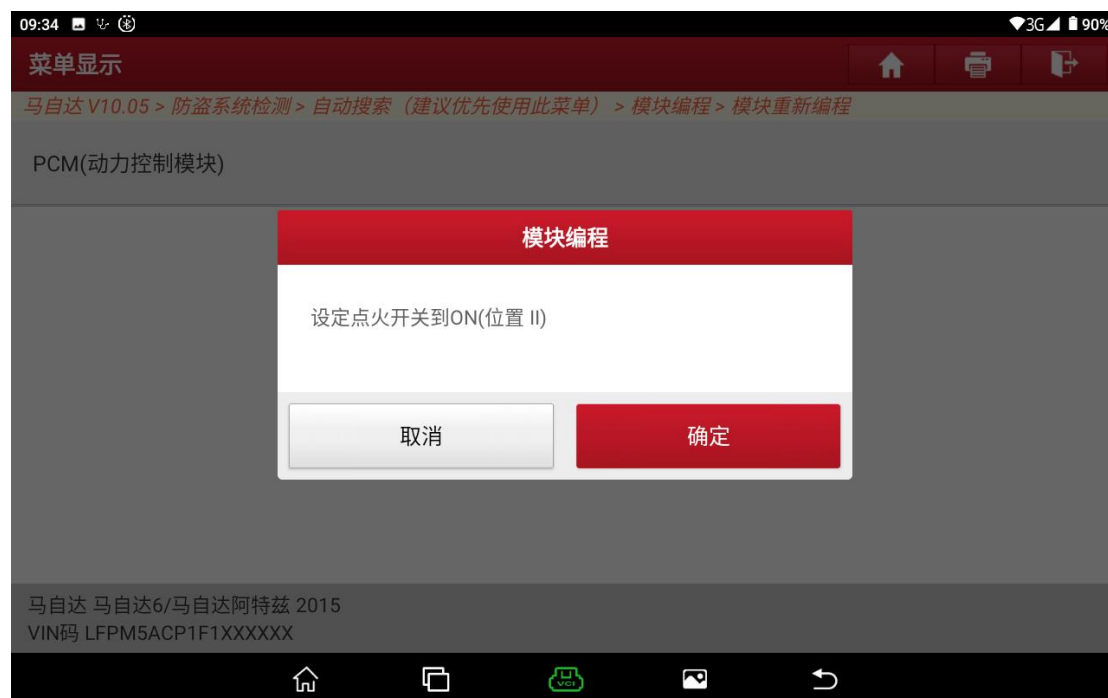 09:34
3G 90%
菜单显示
马自达 V10.05 > 防盗系统检测 > 自动搜索（建议优先使用此菜单） > 模块编程 > 模块重新编程
PCM(动力控制模块)
模块编程
设定点火开关到ON(位置 II)
取消
确定
马自达 马自达6/马自达阿特兹 2015
VIN码 LFPM5ACP1F1XXXXXX
VCI